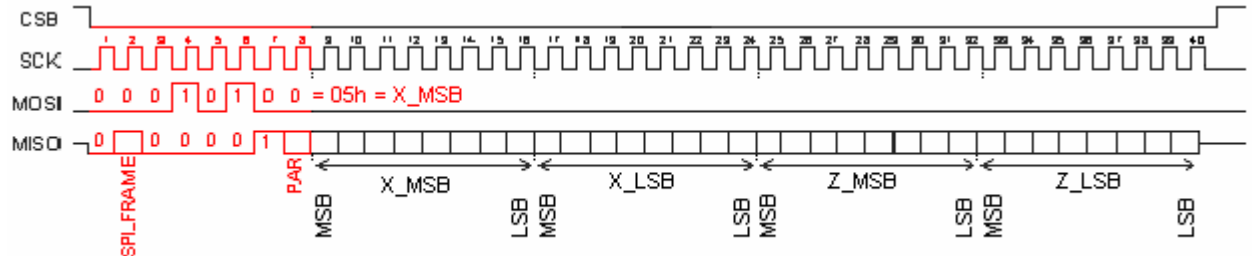 CSB
1 2 3 4 5 6 7 8 9 10 11 12 13 14 15 16 17 18 19 20 21 22 23 24 25 26 27 28 29 30 31 32 33 34 35 36 37 38 39 40
SCK
MOSI 0 0 0 1 0 1 0 0 = 05h = X_MSB
MISO 0 0 0 0 0 1
SPI_FRAME
PAR
X_MSB X_LSB Z_MSB Z_LSB
MSB LSB MSB LSB MSB LSB MSB LSB